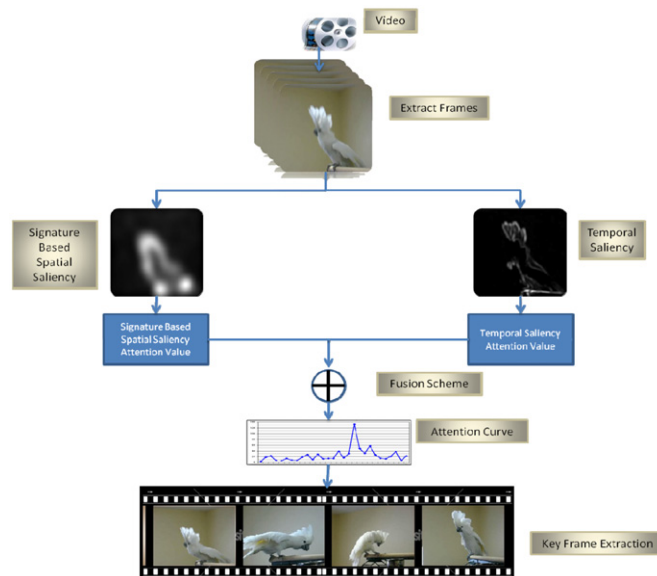 Video
Extract Frames
Signature
Based
Spatial
Saliency
Temporal
Saliency
Signature Based
Spatial Saliency
Attention Value
Temporal Saliency
Attention Value
Fusion Scheme
Attention Curve
Key Frame Extraction